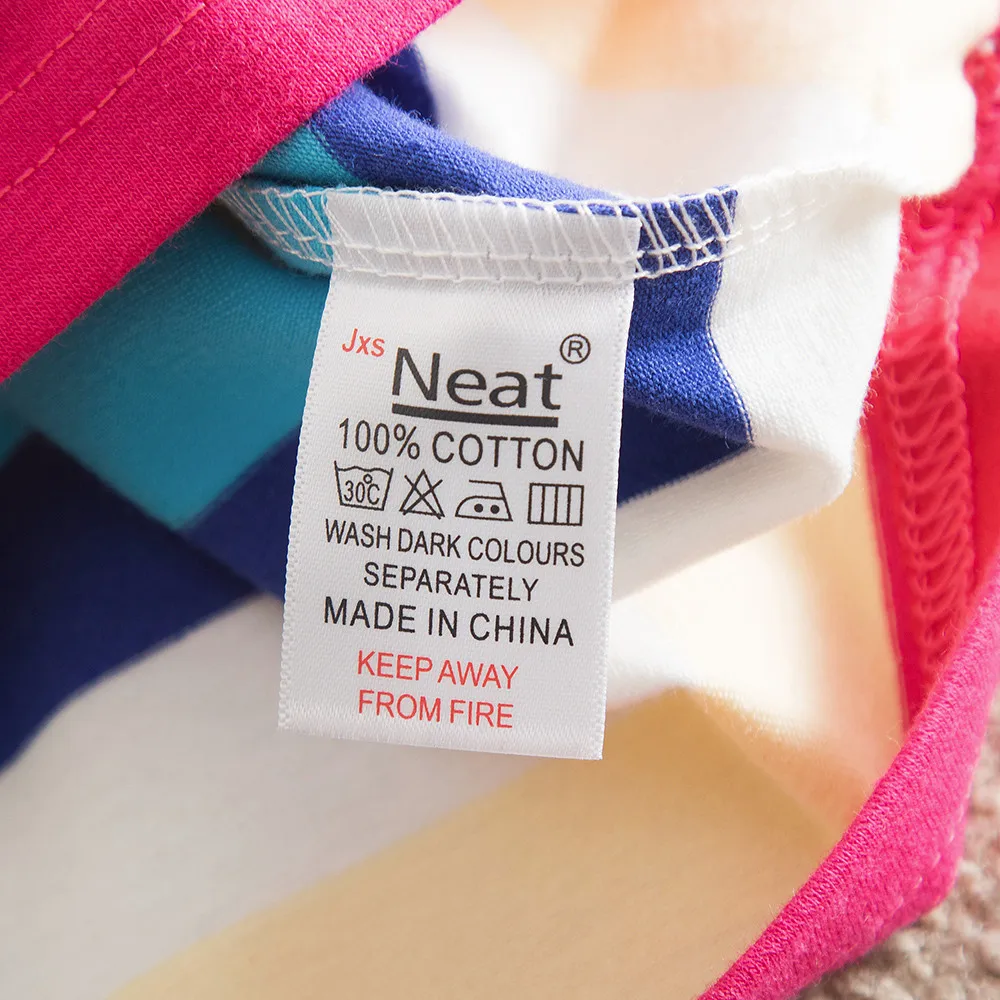 Jxs Neat®
100% COTTON
30°C
WASH DARK COLOURS
SEPARATELY
MADE IN CHINA
KEEP AWAY
FROM FIRE